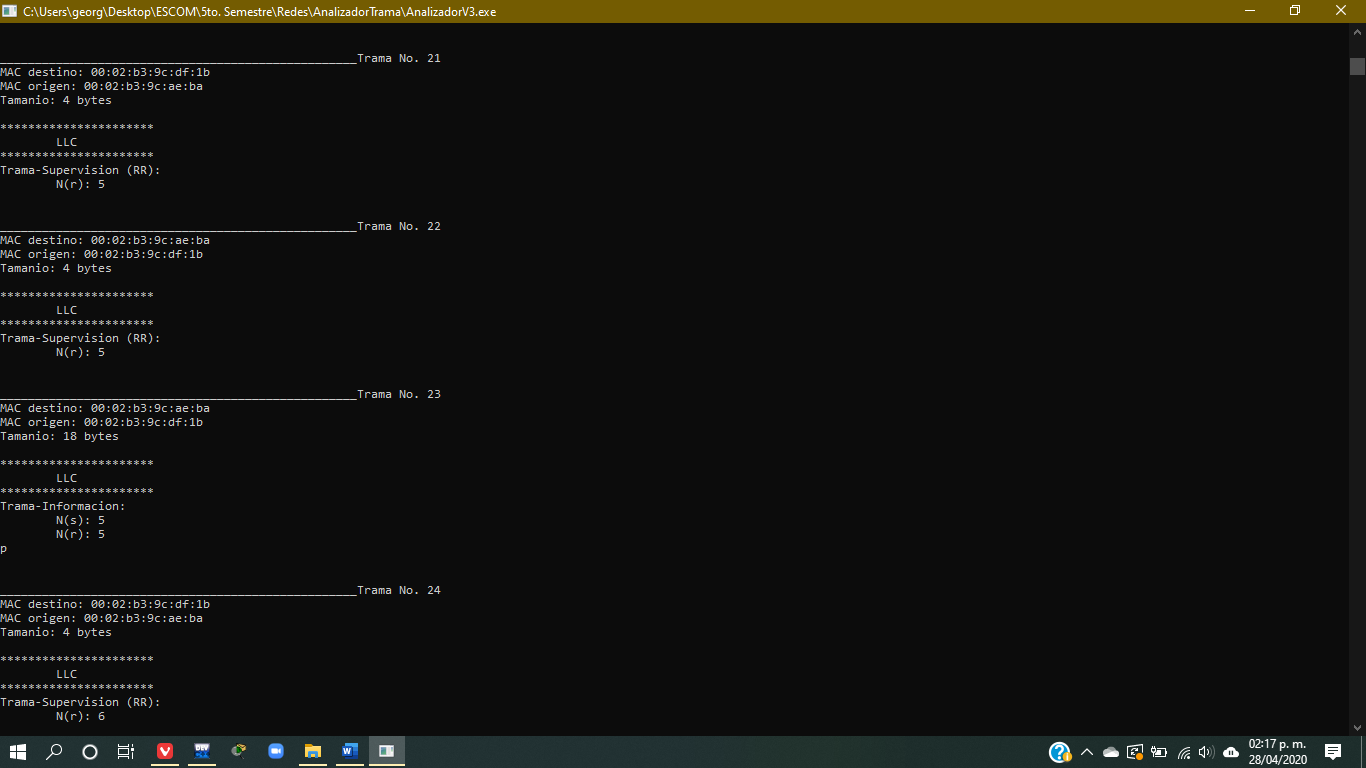 C:\Users\georg\Desktop\ESCOM\5to. Semestre\Redes\AnalizadorTrama\AnalizadorV3.exe
___________________________________________________Trama No. 21
MAC destino: 00:02:b3:9c:df:1b
MAC origen: 00:02:b3:9c:ae:ba
Tamanio: 4 bytes
**********************
LLC
**********************
Trama-Supervision (RR):
N(r): 5
___________________________________________________Trama No. 22
MAC destino: 00:02:b3:9c:ae:ba
MAC origen: 00:02:b3:9c:df:1b
Tamanio: 4 bytes
**********************
LLC
**********************
Trama-Supervision (RR):
N(r): 5
___________________________________________________Trama No. 23
MAC destino: 00:02:b3:9c:ae:ba
MAC origen: 00:02:b3:9c:df:1b
Tamanio: 18 bytes
**********************
LLC
**********************
Trama-Informacion:
N(s): 5
N(r): 5
p
___________________________________________________Trama No. 24
MAC destino: 00:02:b3:9c:df:1b
MAC origen: 00:02:b3:9c:ae:ba
Tamanio: 4 bytes
**********************
LLC
**********************
Trama-Supervision (RR):
N(r): 6
DEV
02:17 p. m.
28/04/2020